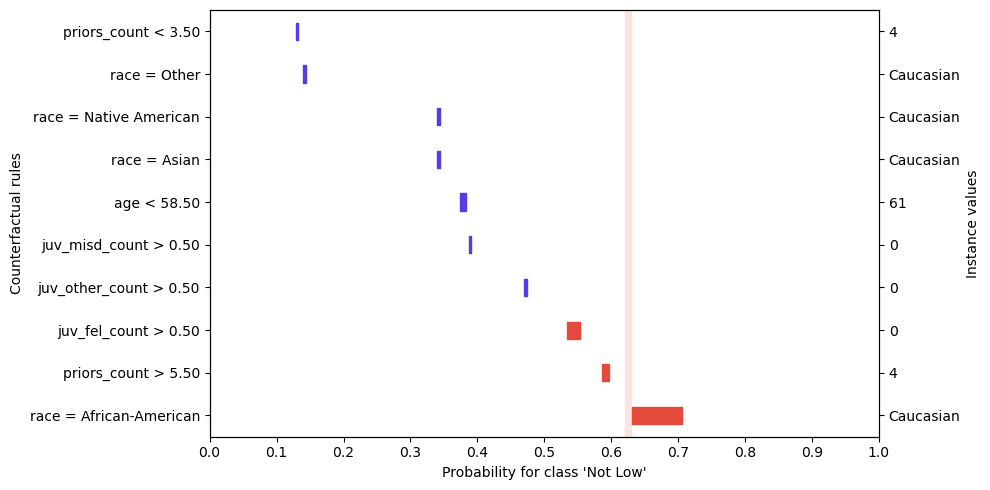 Counterfactual rules
priors_count < 3.50 4
race = Other Caucasian
race = Native American Caucasian
race = Asian Caucasian
age < 58.50 61
juv_misd_count > 0.50 0
juv_other_count > 0.50 0
juv_fel_count > 0.50 0
priors_count > 5.50 4
race = African-American Caucasian
Instance values
0.0 0.1 0.2 0.3 0.4 0.5 0.6 0.7 0.8 0.9 1.0
Probability for class 'Not Low'